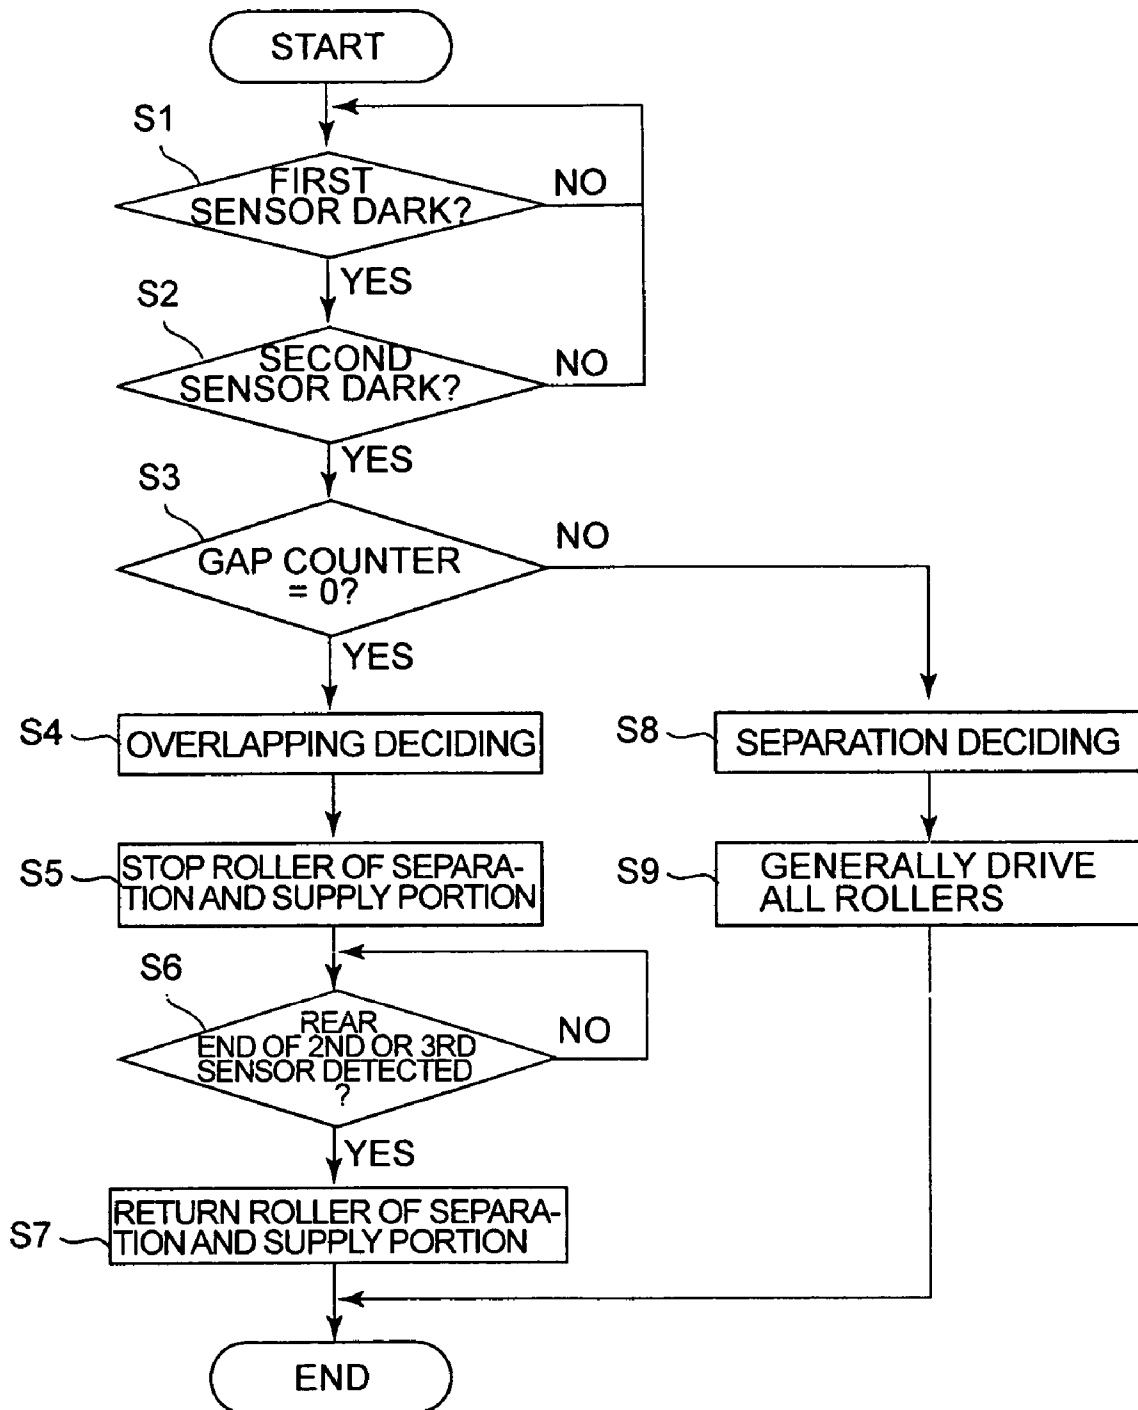 START
S1
FIRST
SENSOR DARK?
NO
YES
S2
SECOND
SENSOR DARK?
NO
YES
S3
GAP COUNTER
= 0?
NO
YES
S4
OVERLAPPING DECIDING
S8
SEPARATION DECIDING
S5
STOP ROLLER OF SEPARA-
TION AND SUPPLY PORTION
S9
GENERALLY DRIVE
ALL ROLLERS
S6
REAR
END OF 2ND OR 3RD
SENSOR DETECTED
?
NO
YES
S7
RETURN ROLLER OF SEPARA-
TION AND SUPPLY PORTION
END